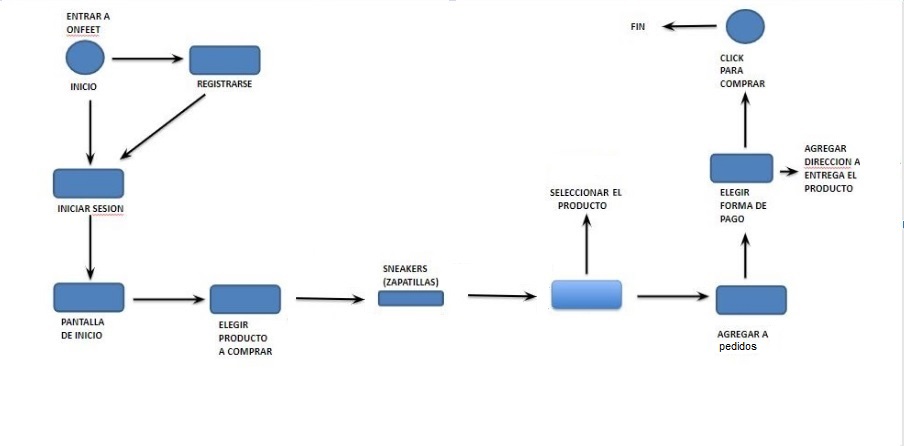 ENTRAR A
ONFEET
INICIO
REGISTRARSE
INICIAR SESION
PANTALLA
DE INICIO
ELEGIR
PRODUCTO
A COMPRAR
SNEAKERS
(ZAPATILLAS)
SELECCIONAR EL
PRODUCTO
AGREGAR A
pedidos
ELEGIR
FORMA DE
PAGO
AGREGAR
DIRECCION A
ENTREGA EL
PRODUCTO
CLICK
PARA
COMPRAR
FIN